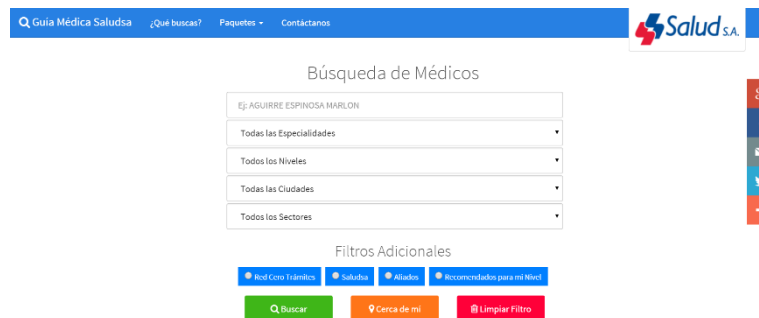 Guía Médica Saludsa ¿Qué buscas? Paquetes Contáctanos
Salud S.A.
Búsqueda de Médicos
Ej: AGUIRRE ESPINOSA MARLON
Todas las Especialidades
Todos los Niveles
Todas las Ciudades
Todos los Sectores
Filtros Adicionales
Red Cero Trámites Saludsa Aliados Recomendados para mi Nivel
Buscar Cerca de mi Limpiar Filtro